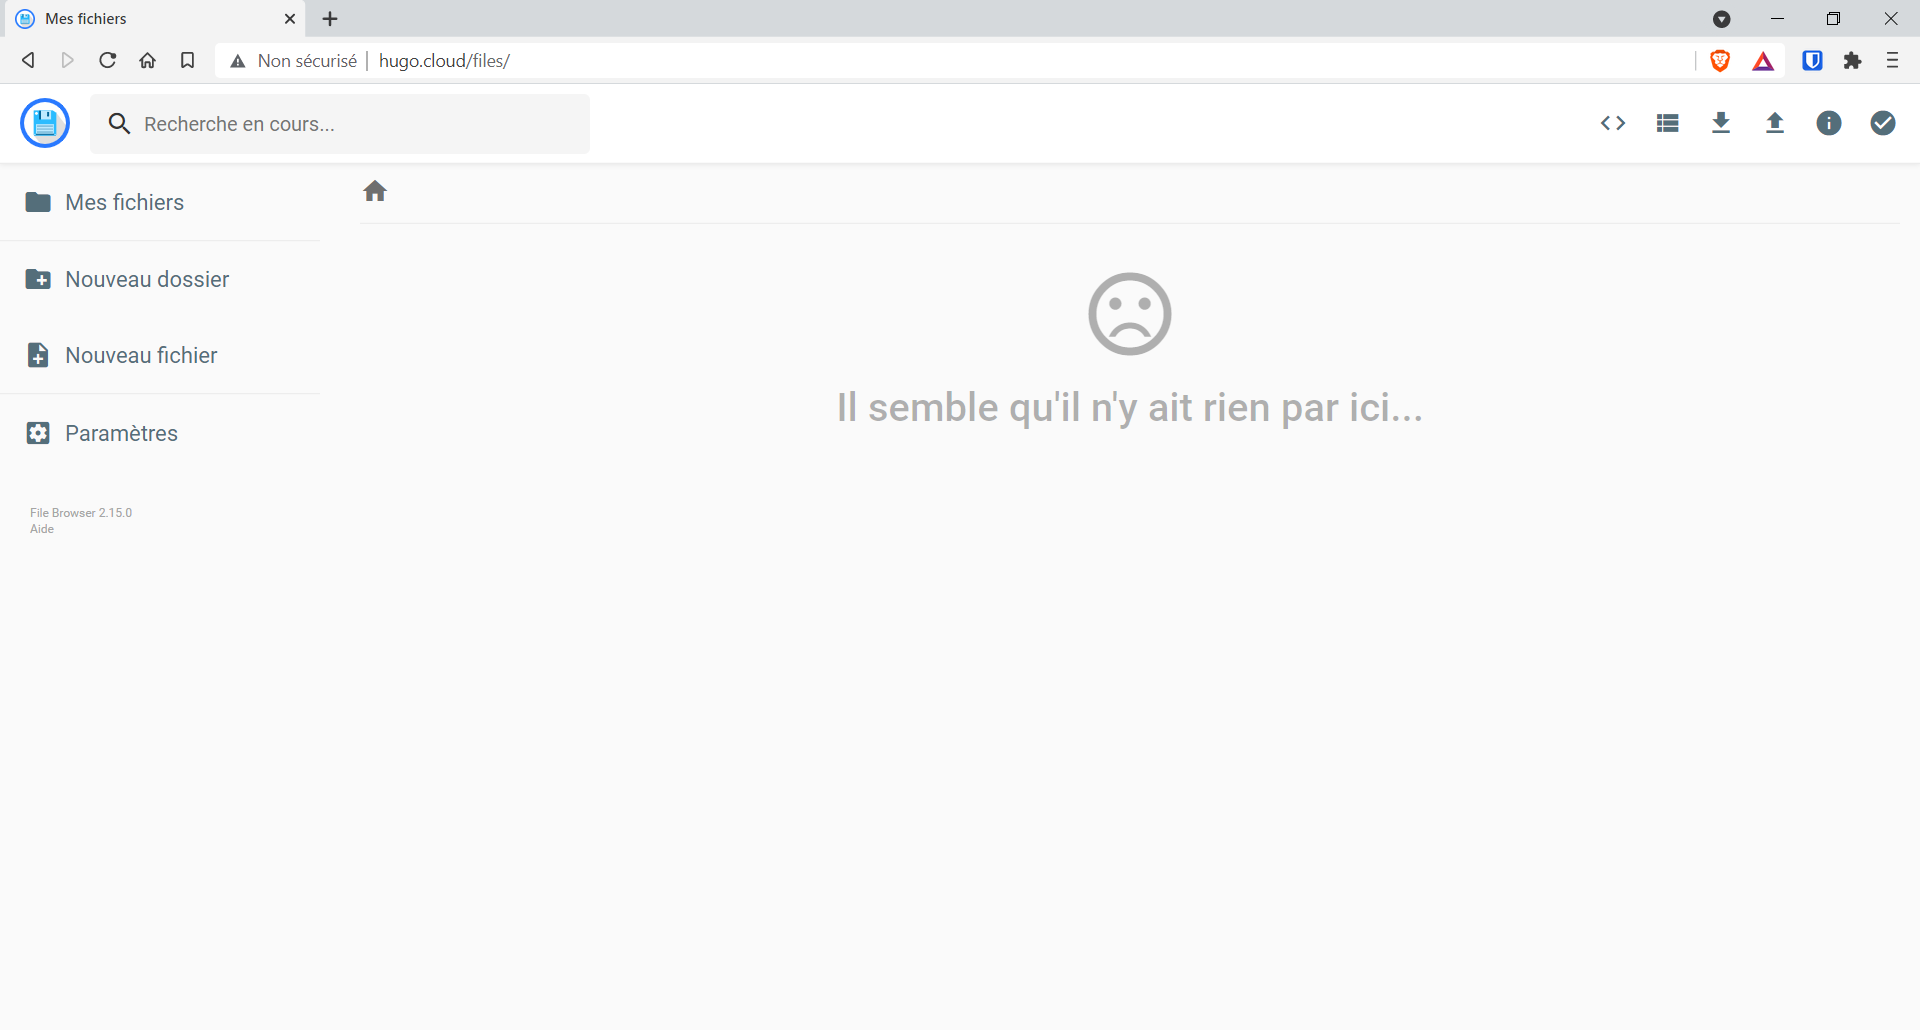 Mes fichiers
Non sécurisé | hugo.cloud/files/
Recherche en cours...
Mes fichiers
Nouveau dossier
Nouveau fichier
Paramètres
File Browser 2.15.0
Aide
Il semble qu'il n'y ait rien par ici...